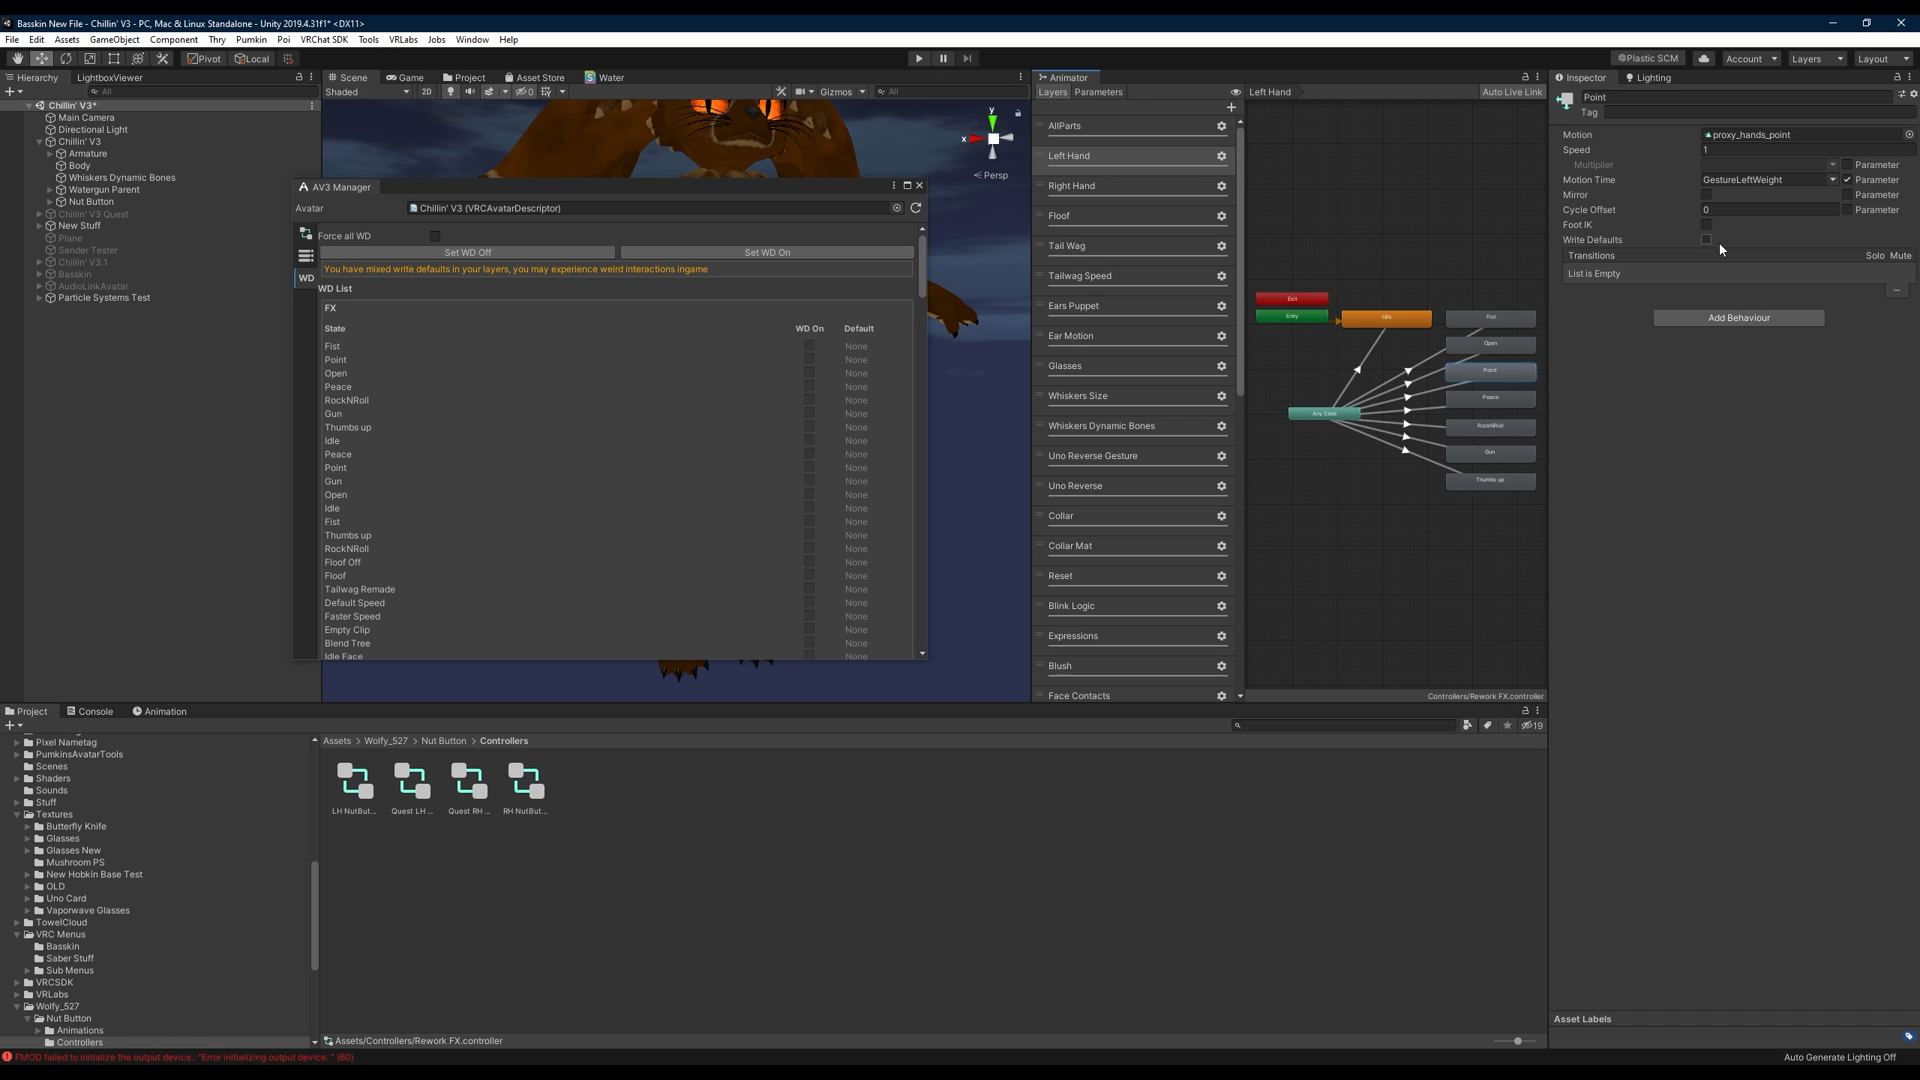 Basskin New File - Chillin' V3 - PC, Mac & Linux Standalone - Unity 2019.4.31f1* <DX11>
File Edit Assets GameObject Component Thry Pumkin Poi VRChat SDK Tools VRLabs Jobs Window Help
Pivot Local Plastic SCM Account Layers Layout
Hierarchy LightboxViewer
All
Chillin' V3*
Main Camera
Directional Light
Chillin' V3
Armature
Body
Whiskers Dynamic Bones
Watergun Parent
Nut Button
Chillin' V3 Quest
New Stuff
Plane
Sender Tester
Chillin' V3.1
Basskin
AudioLinkAvatar
Particle Systems Test
Scene Game Project Asset Store Water
Shaded 2D 0 Gizmos All
y
x
Persp
AV3 Manager
Avatar Chillin' V3 (VRCAvatarDescriptor)
Force all WD
Set WD Off Set WD On
WD
You have mixed write defaults in your layers, you may experience weird interactions ingame
WD List
FX
State WD On Default
Fist None
Point None
Open None
Peace None
RockNRoll None
Gun None
Thumbs up None
Idle None
Peace None
Point None
Gun None
Open None
Idle None
Fist None
Thumbs up None
RockNRoll None
Floof Off None
Floof None
Tailwag Remade None
Default Speed None
Faster Speed None
Empty Clip None
Blend Tree None
Idle Face None
Animator
Layers Parameters Left Hand Auto Live Link
AllParts
Left Hand
Right Hand
Floof
Tail Wag
Tailwag Speed
Ears Puppet
Ear Motion
Glasses
Whiskers Size
Whiskers Dynamic Bones
Uno Reverse Gesture
Uno Reverse
Collar
Collar Mat
Reset
Blink Logic
Expressions
Blush
Face Contacts
Exit
Entry
Idle
Fist
Open
Point
Peace
RockNRoll
Gun
Thumbs up
Any State
Controllers/Rework FX.controller
Inspector Lighting
Point
Tag
Motion proxy_hands_point
Speed 1
Multiplier Parameter
Motion Time GestureLeftWeight Parameter
Mirror Parameter
Cycle Offset 0 Parameter
Foot IK
Write Defaults
Transitions Solo Mute
List is Empty
Add Behaviour
Asset Labels
Project Console Animation
19
Pixel Nametag
PumkinsAvatarTools
Scenes
Shaders
Sounds
Stuff
Textures
Butterfly Knife
Glasses
Glasses New
Mushroom PS
New Hobkin Base Test
OLD
Uno Card
Vaporwave Glasses
TowelCloud
VRC Menus
Basskin
Saber Stuff
Sub Menus
VRCSDK
VRLabs
Wolfy_527
Nut Button
Animations
Controllers
Assets > Wolfy_527 > Nut Button > Controllers
LH NutBut... Quest LH ... Quest RH ... RH NutBut...
Assets/Controllers/Rework FX.controller
FMOD failed to initialize the output device.: "Error initializing output device. " (60)
Auto Generate Lighting Off